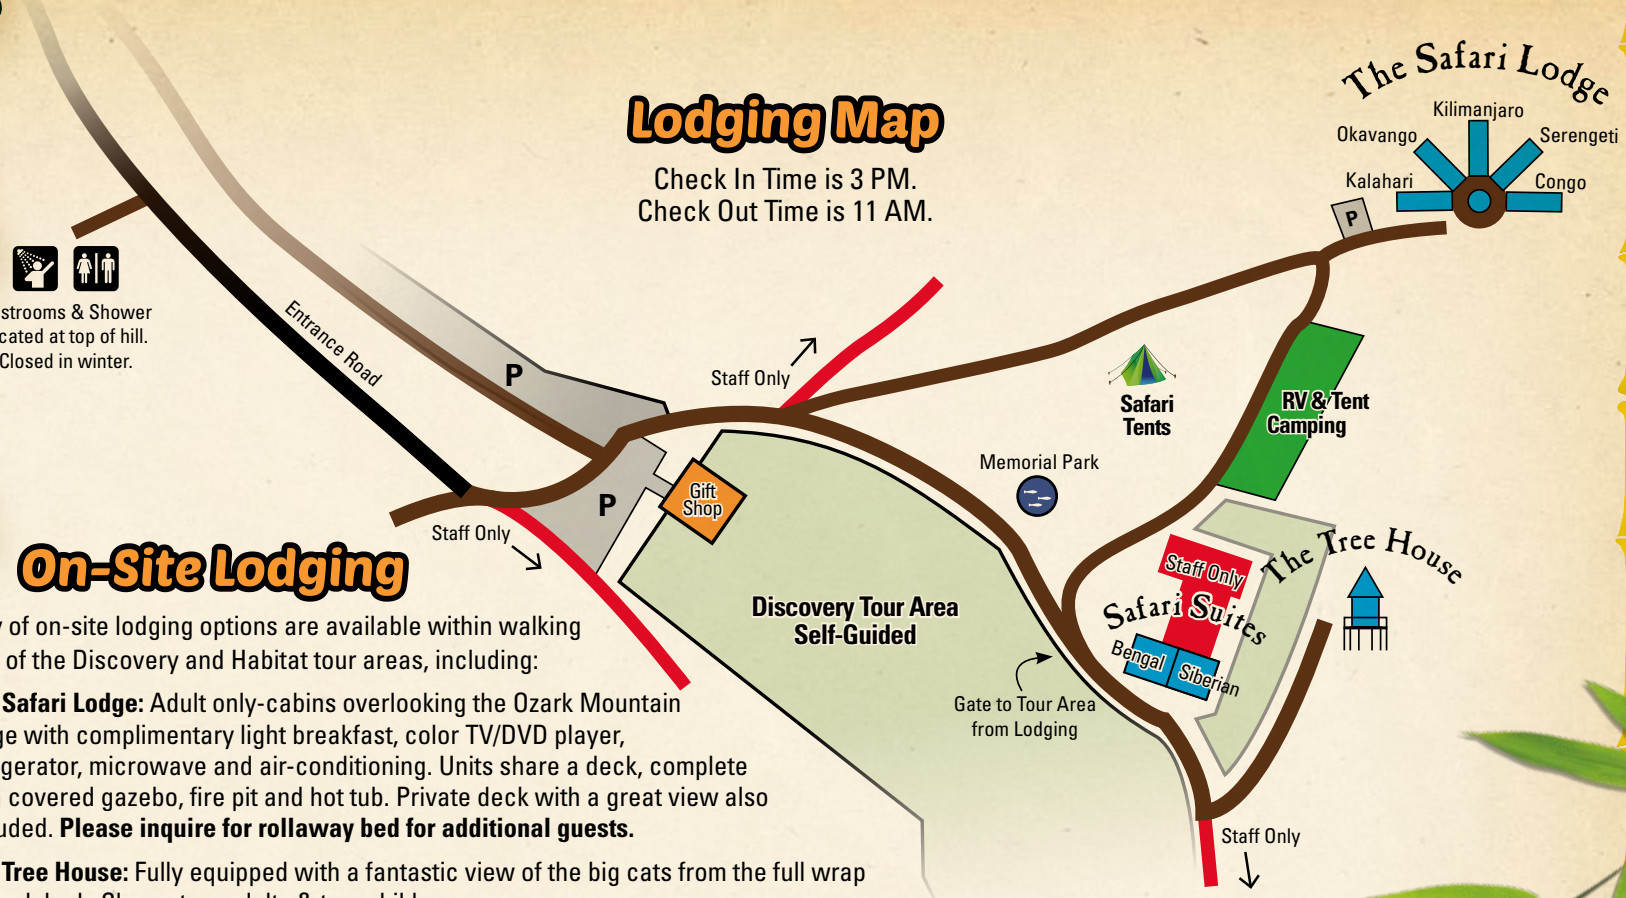 Lodging Map
Check In Time is 3 PM.
Check Out Time is 11 AM.
The Safari Lodge
Kilimanjaro
Okavango
Serengeti
Kalahari
Congo
P
& Shower
at top of hill.
Closed in winter.
Entrance Road
P
Staff Only
Safari
Tents
RV & Tent
Camping
Memorial Park
Gift
Shop
P
Staff Only
The Tree House
Staff Only
Safari Suites
Bengal
Siberian
Discovery Tour Area
Self-Guided
Gate to Tour Area
from Lodging
Staff Only
On-Site Lodging
of on-site lodging options are available within walking
of the Discovery and Habitat tour areas, including:
Safari Lodge: Adult only-cabins overlooking the Ozark Mountain
with complimentary light breakfast, color TV/DVD player,
microwave and air-conditioning. Units share a deck, complete
covered gazebo, fire pit and hot tub. Private deck with a great view also
Please inquire for rollaway bed for additional guests.
Tree House: Fully equipped with a fantastic view of the big cats from the full wrap